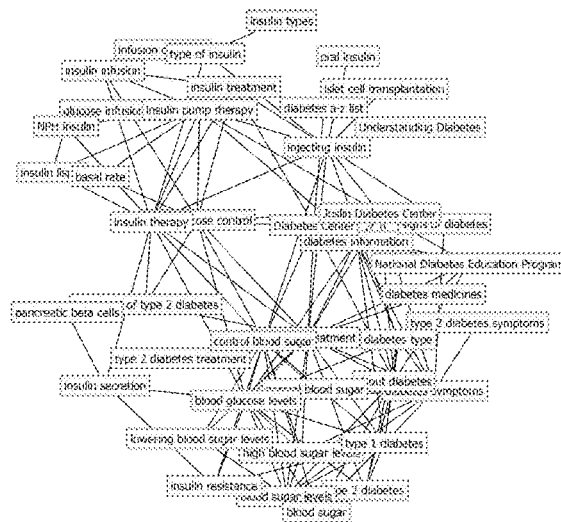 insulin types
type of insulin
oral insulin
insulin infusion
insulin treatment
islet cell transplantation
diabetes a-z list
insulin pump therapy
NPH insulin
Understanding Diabetes
injecting insulin
basal rate
insulin therapy
Joslin Diabetes Center
Diabetes Center
diabetes
diabetes information
National Diabetes Education Program
diabetes medicines
of type 2 diabetes
pancreatic beta cells
type 2 diabetes symptoms
control blood sugar
diabetes type
type 2 diabetes treatment
insulin secretion
blood sugar
blood glucose levels
type 1 diabetes
lowering blood sugar levels
high blood sugar levels
insulin resistance
blood sugar levels
blood sugar